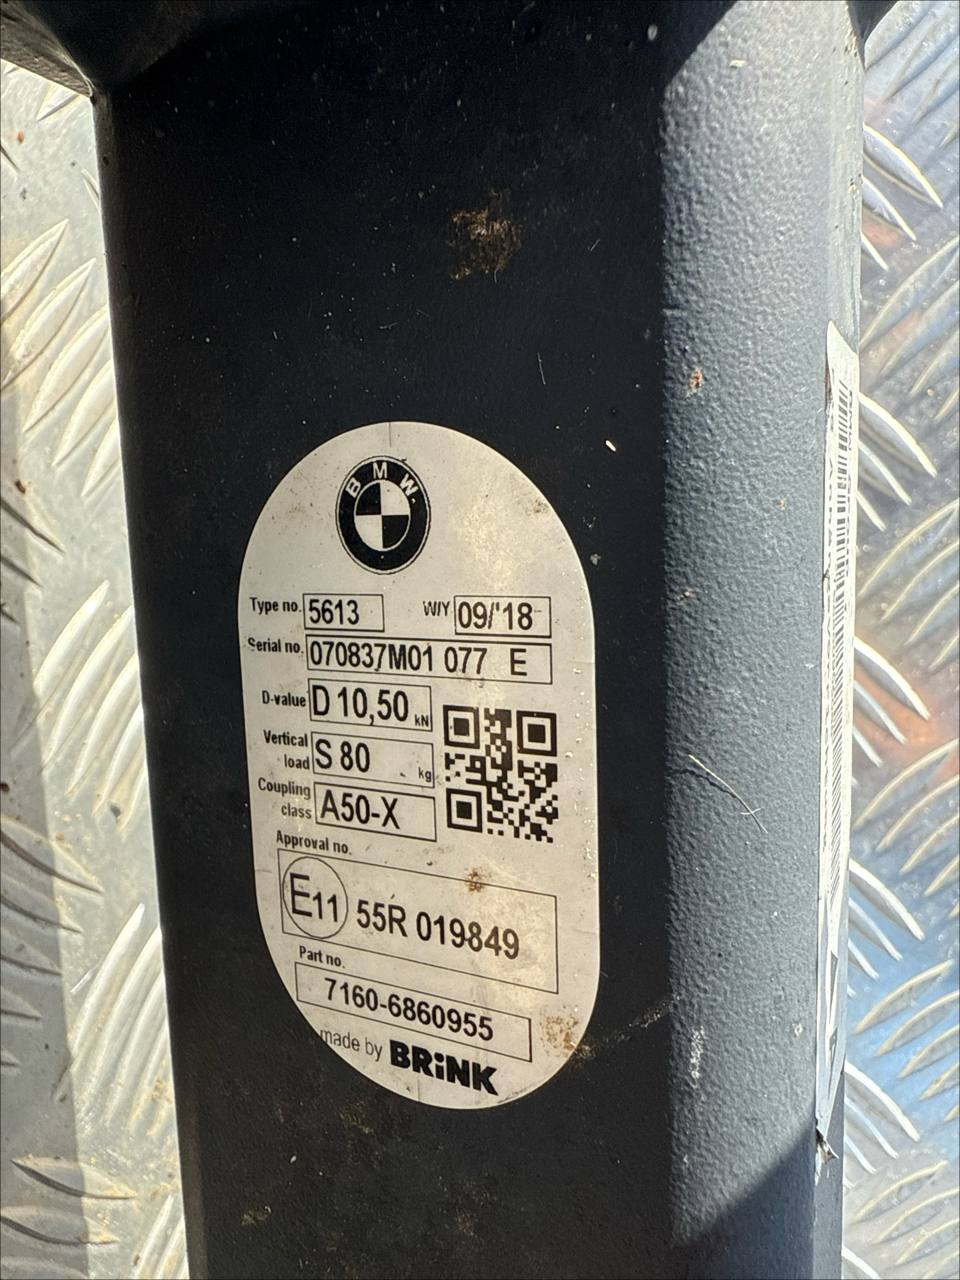 BMW
Type no. 5613 W/Y 09/'18
Serial no. 070837M01 077 E
D-value D 10,50 kN
Vertical load S 80 kg
Coupling class A50-X
Approval no.
E11 55R 019849
Part no.
7160-6860955
made by BRiNK